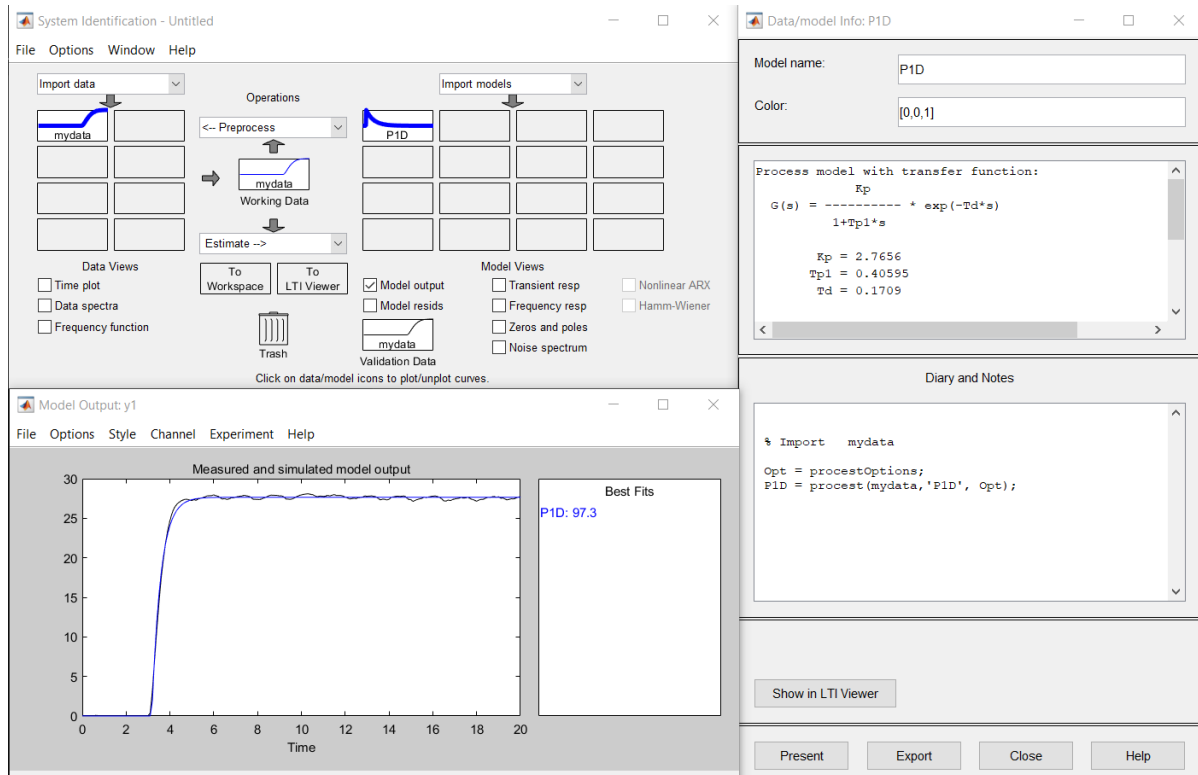 System Identification - Untitled
File Options Window Help
Import data
Operations
Import models
mydata
<-- Preprocess
P1D
mydata
Working Data
Estimate -->
Data Views
Time plot
Data spectra
Frequency function
To Workspace
To LTI Viewer
Trash
Model Views
Model output
Model resids
mydata
Validation Data
Transient resp
Frequency resp
Zeros and poles
Noise spectrum
Nonlinear ARX
Hamm-Wiener
Click on data/model icons to plot/unplot curves.
Model Output: y1
File Options Style Channel Experiment Help
Measured and simulated model output
30
25
20
15
10
5
0
0 2 4 6 8 10 12 14 16 18 20
Time
Best Fits
P1D: 97.3
Data/model Info: P1D
Model name:
P1D
Color:
[0,0,1]
Process model with transfer function:
Kp
G(s) = ---------- * exp(-Td*s)
1+Tp1*s
Kp = 2.7656
Tp1 = 0.40595
Td = 0.1709
Diary and Notes
% Import   mydata
Opt = procestOptions;
P1D = procest(mydata,'P1D', Opt);
Show in LTI Viewer
Present
Export
Close
Help